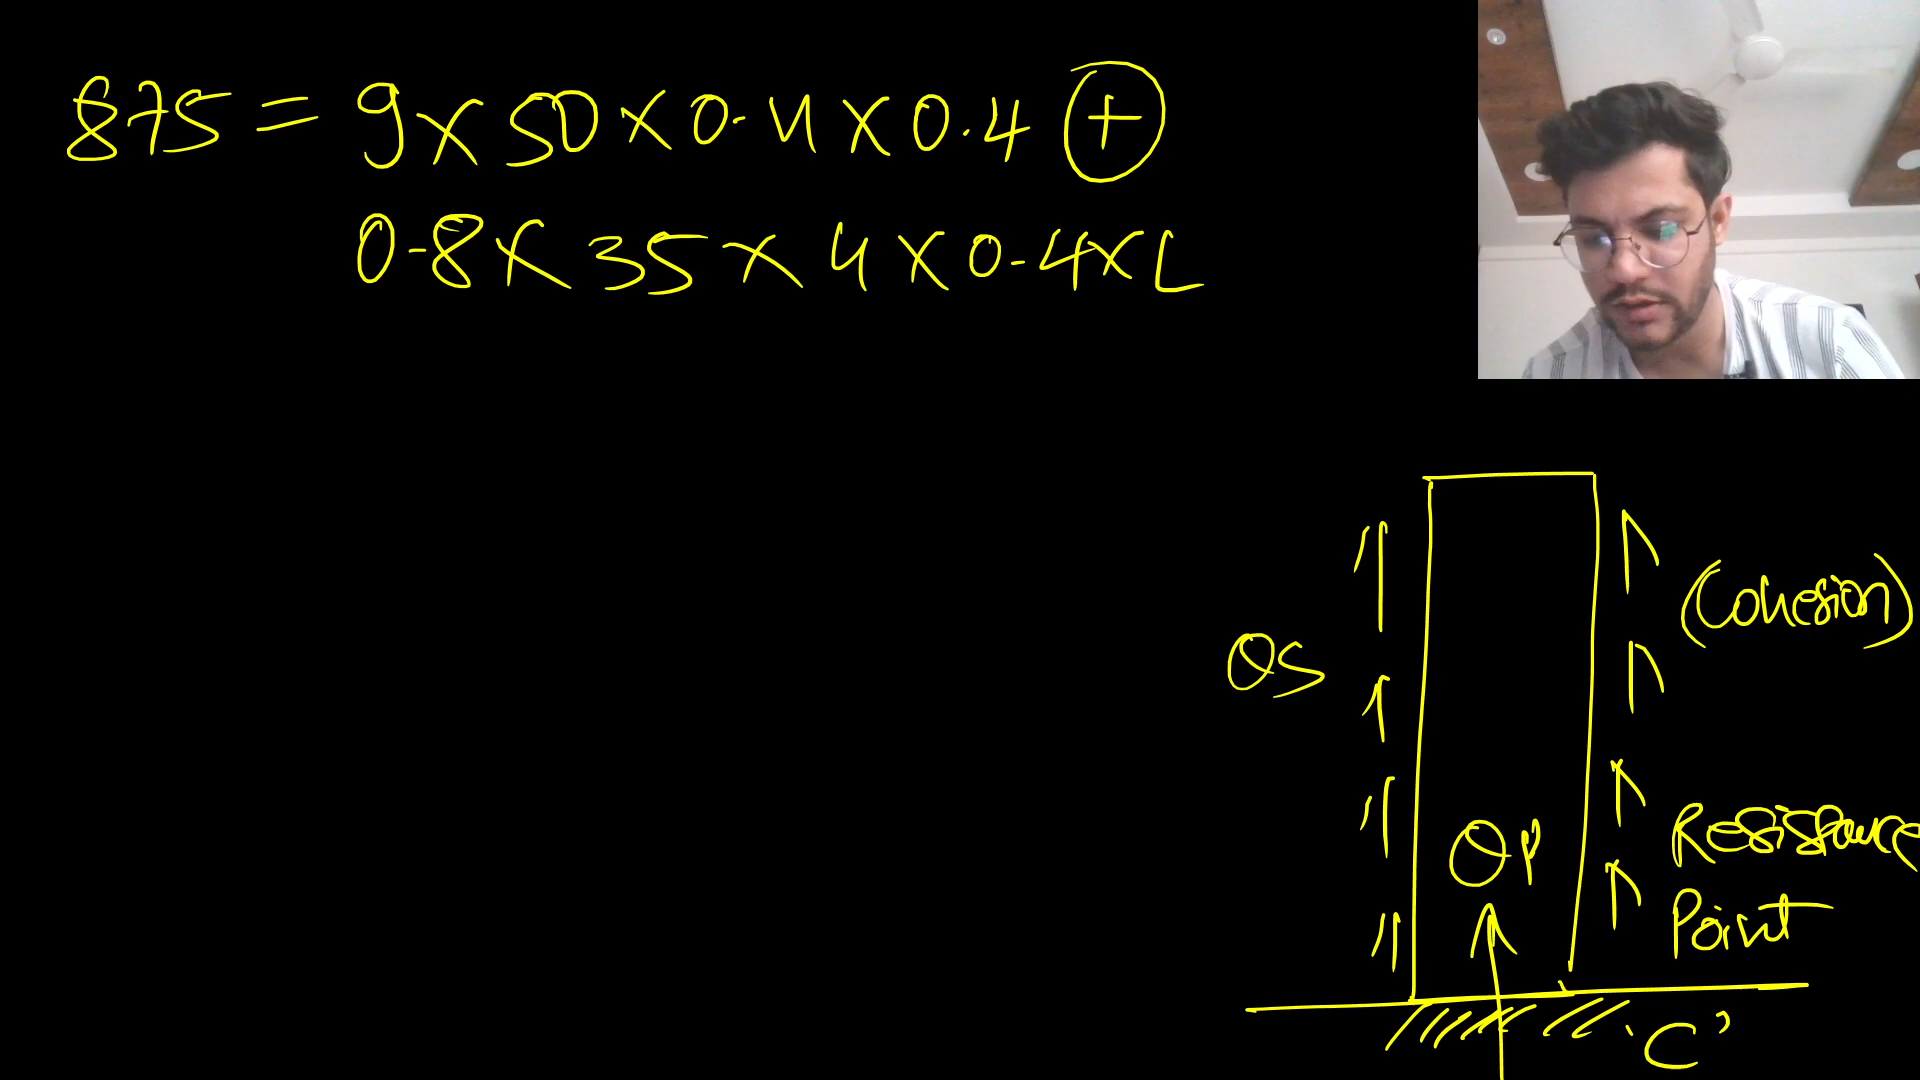 875 = 9 x 50 x 0.4 x 0.4 +
0.8 x 35 x 4 x 0.4 x L
(Cohesion)
QS
QP
Resistance
Point
'C'